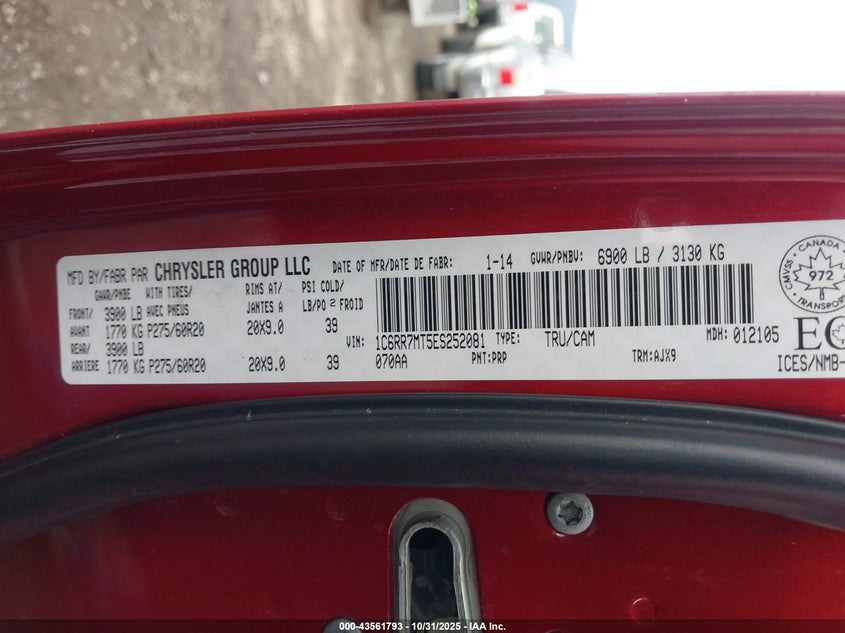 MFD BY/FABR PAR CHRYSLER GROUP LLC DATE OF MFR/DATE DE FABR: 1-14 GVWR/PNBV: 6900 LB / 3130 KG
GAWR/PNBE WITH TIRES/ RIMS AT/ PSI COLD/
AVEC PNEUS JANTES A LB/PO 2 FROID
FRONT/ 3900 LB
AVANT 1770 KG P275/60R20 20X9.0 39
REAR/ 3900 LB
ARRIERE 1770 KG P275/60R20 20X9.0 39
VIN: 1C6RR7MT5ES252081 TYPE: TRU/CAM MDH: 012105
070AA PNT:PRP TRM:AJX9
CANADA
CMVSS
972
TRANSPORT
ICES/NMB-
000-43561793 - 10/31/2025 - IAA Inc.